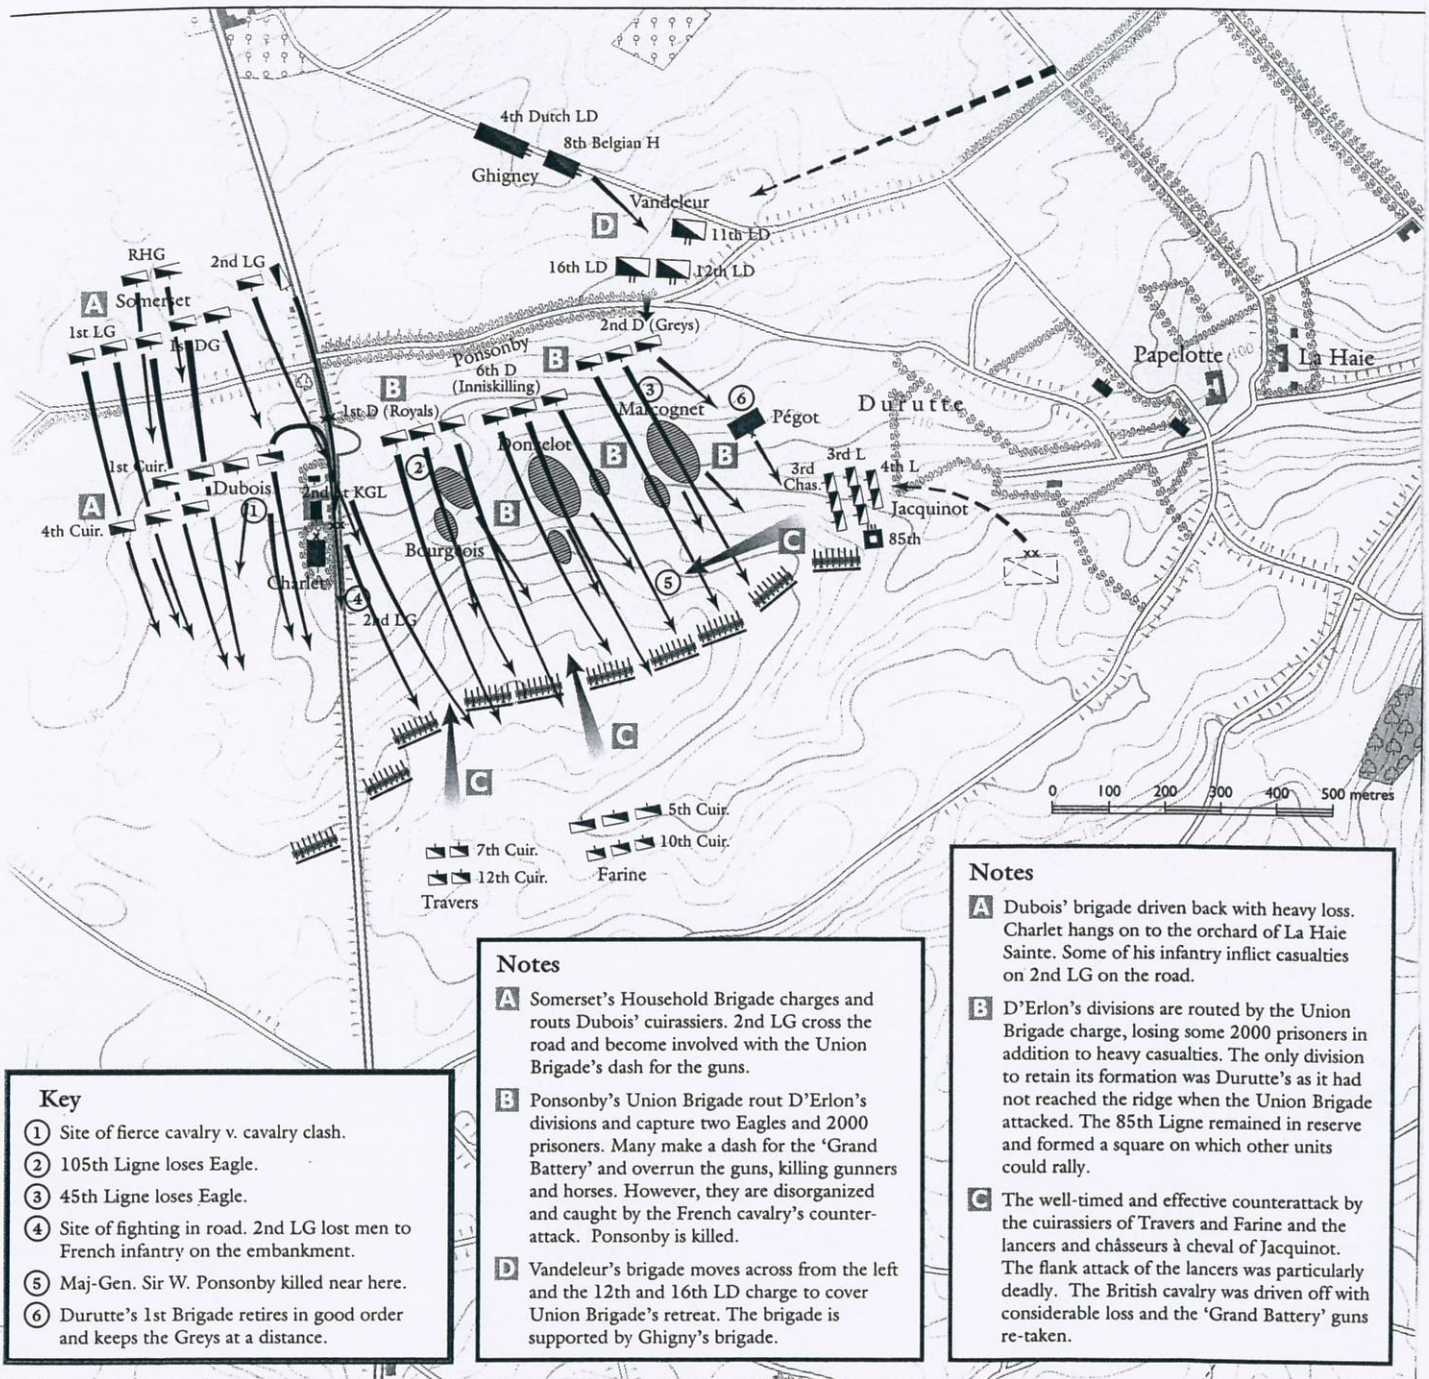 4th Dutch LD
8th Belgian H
Ghigney
Vandeleur
D
11th LD
16th LD
12th LD
RHG
2nd LG
A
Somerset
1st LG
1st DG
2nd D (Greys)
Ponsonby
6th D
(Inniskilling)
B
B
1st D (Royals)
3
Marcognet
6
Pégot
Durutte
Papelotte
La Haie
100
110
Donzelot
2
B
B
1st Cuir.
Dubois
1
2nd Lt KGL
A
4th Cuir.
B
Bourgeois
Charlet
3rd
Chas.
3rd L
4th L
Jacquinot
85th
xx
C
5
4
2nd LG
C
C
0 100 200 300 400 500 metres
5th Cuir.
10th Cuir.
Farine
7th Cuir.
12th Cuir.
Travers
Key
1 Site of fierce cavalry v. cavalry clash.
2 105th Ligne loses Eagle.
3 45th Ligne loses Eagle.
4 Site of fighting in road. 2nd LG lost men to
French infantry on the embankment.
5 Maj-Gen. Sir W. Ponsonby killed near here.
6 Durutte's 1st Brigade retires in good order
and keeps the Greys at a distance.
Notes
A Somerset's Household Brigade charges and
routs Dubois' cuirassiers. 2nd LG cross the
road and become involved with the Union
Brigade's dash for the guns.
B Ponsonby's Union Brigade rout D'Erlon's
divisions and capture two Eagles and 2000
prisoners. Many make a dash for the 'Grand
Battery' and overrun the guns, killing gunners
and horses. However, they are disorganized
and caught by the French cavalry's counter-
attack. Ponsonby is killed.
D Vandeleur's brigade moves across from the left
and the 12th and 16th LD charge to cover
Union Brigade's retreat. The brigade is
supported by Ghigny's brigade.
Notes
A Dubois' brigade driven back with heavy loss.
Charlet hangs on to the orchard of La Haie
Sainte. Some of his infantry inflict casualties
on 2nd LG on the road.
B D'Erlon's divisions are routed by the Union
Brigade charge, losing some 2000 prisoners in
addition to heavy casualties. The only division
to retain its formation was Durutte's as it had
not reached the ridge when the Union Brigade
attacked. The 85th Ligne remained in reserve
and formed a square on which other units
could rally.
C The well-timed and effective counterattack by
the cuirassiers of Travers and Farine and the
lancers and châsseurs à cheval of Jacquinot.
The flank attack of the lancers was particularly
deadly. The British cavalry was driven off with
considerable loss and the 'Grand Battery' guns
re-taken.